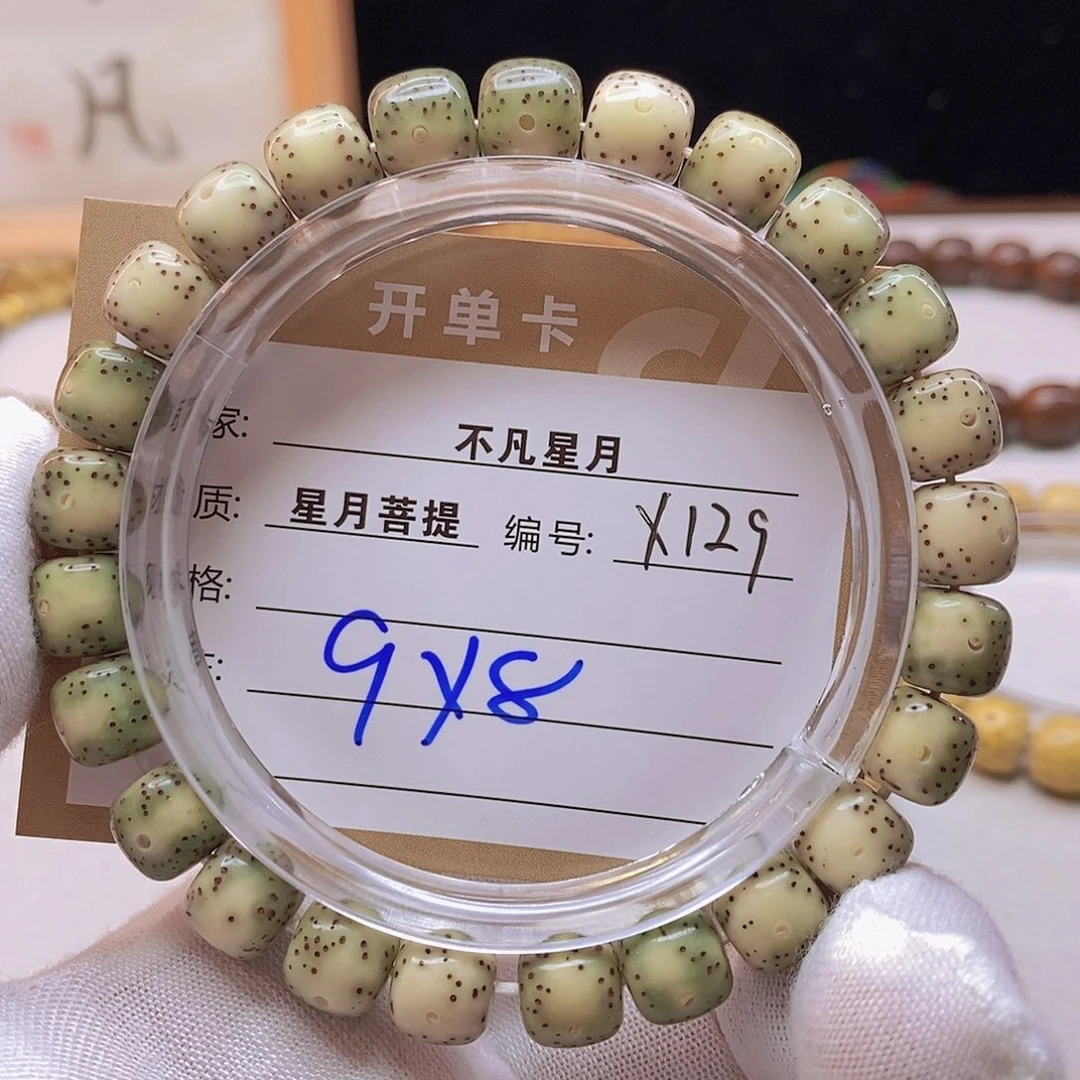 凡
开单卡
家: 不凡星月
质: 星月菩提 编号: X129
格:
9X8